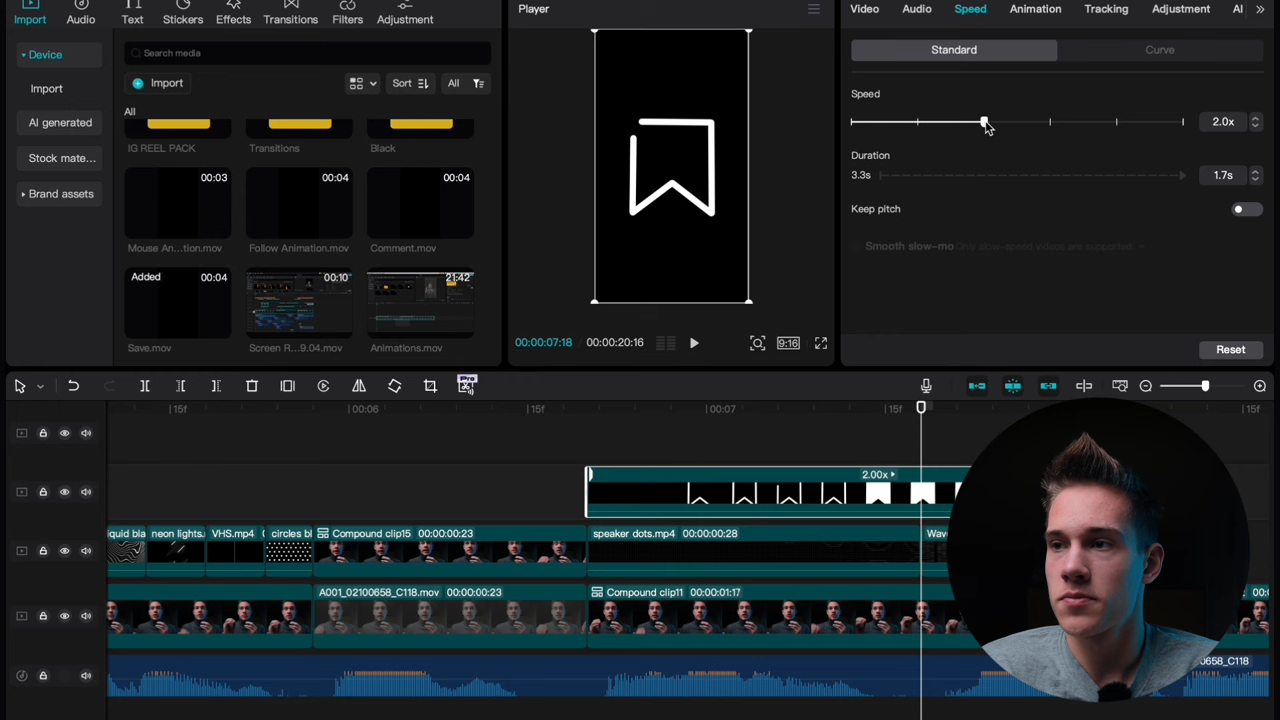 Import Audio Text Stickers Effects Transitions Filters Adjustment
Player
Video Audio Speed Animation Tracking Adjustment AI
Device
Import
AI generated
Stock mate...
Brand assets
Search media
Import
Sort
All
All
IG REEL PACK
Transitions
Black
00:03
00:04
00:04
Mouse An...tion.mov
Follow Animation.mov
Comment.mov
Added
00:04
00:10
21:42
Save.mov
Screen R...9.04.mov
Animations.mov
00:00:07:18 / 00:00:20:16
9:16
Standard
Curve
Speed
2.0x
Duration
3.3s
1.7s
Keep pitch
Smooth slow-mo Only slow-speed videos are supported.
Reset
Pro
15f 00:06 15f 00:07 15f 15f
2.00x
iquid bla neon lights. VHS.mp4 circles bl Compound clip15 00:00:00:23 speaker dots.mp4 00:00:00:28 Wav
A001_02100658_C118.mov 00:00:00:23 Compound clip11 00:00:01:17 00:0
0658_C118